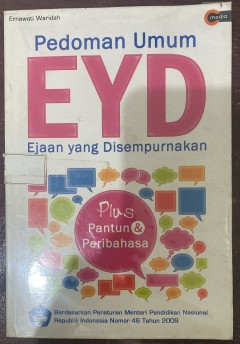 Ernawati Waridah
media
Pedoman Umum
EYD
Ejaan yang Disempurnakan
Plus
Pantun &
Peribahasa
Berdasarkan Peraturan Menteri Pendidikan Nasional
Republik Indonesia Nomor 46 Tahun 2009